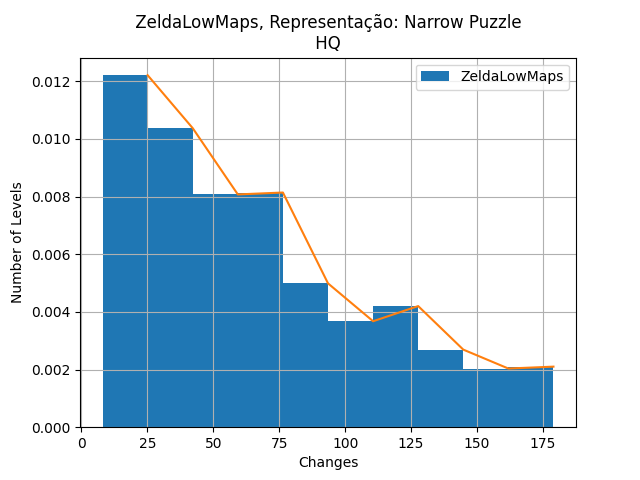 ZeldaLowMaps, Representação: Narrow Puzzle
HQ
ZeldaLowMaps
0.012
0.010
0.008
0.006
0.004
0.002
0.000
Number of Levels
0 25 50 75 100 125 150 175
Changes